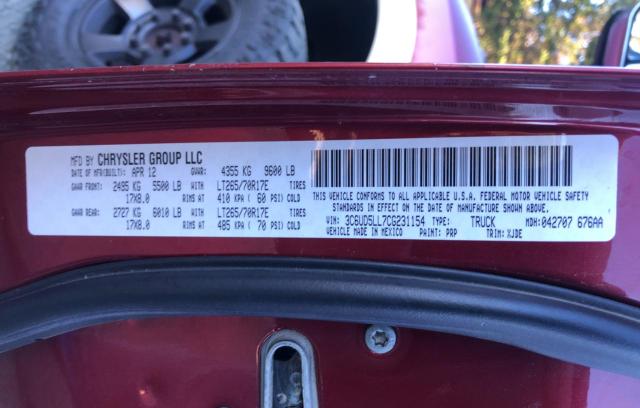 MFD BY CHRYSLER GROUP LLC
DATE OF MFR(BUILT): APR 12 GVWR: 4355 KG 9600 LB
GAWR FRONT: 2495 KG 5500 LB WITH LT265/70R17E TIRES
17X8.0 RIMS AT 410 KPA ( 60 PSI) COLD
GAWR REAR: 2727 KG 6010 LB WITH LT265/70R17E TIRES
17X8.0 RIMS AT 485 KPA ( 70 PSI) COLD
THIS VEHICLE CONFORMS TO ALL APPLICABLE U.S.A. FEDERAL MOTOR VEHICLE SAFETY
STANDARDS IN EFFECT ON THE DATE OF MANUFACTURE SHOWN ABOVE.
VIN: 3C6UD5LL7CG231154 TYPE: TRUCK MDH: 042707 676AA
VEHICLE MADE IN MEXICO PAINT: PRP TRIM: XJDE